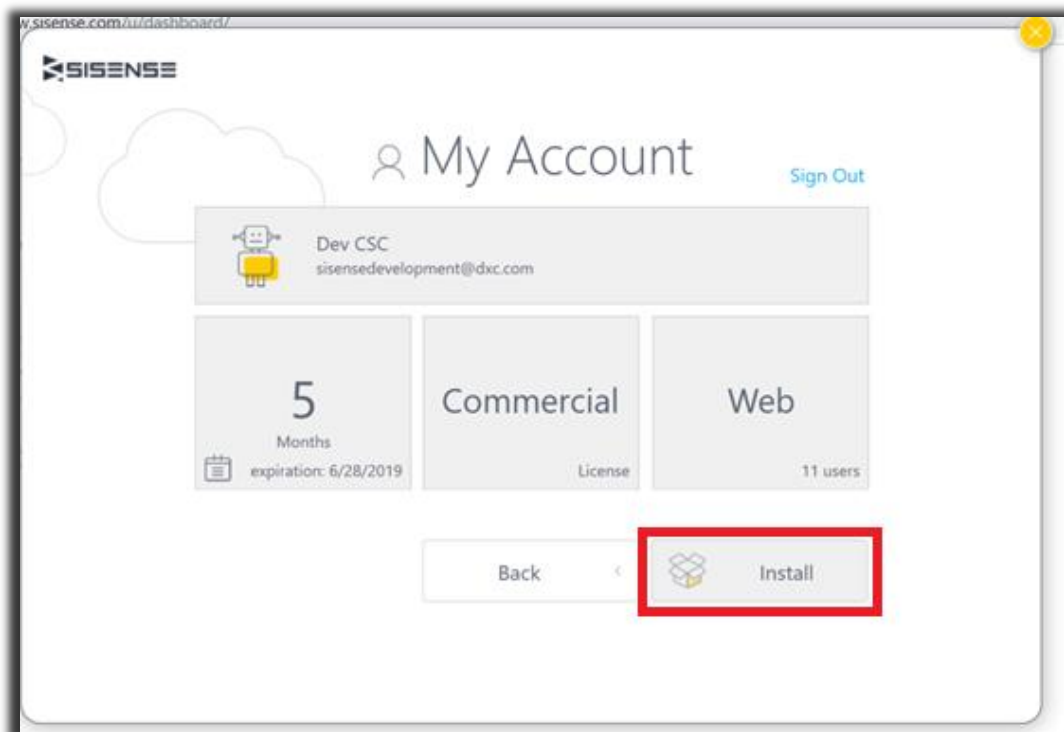 w.sisense.com/u/dashboard/
SISENSE
My Account
Sign Out
Dev CSC
sisensedevelopment@dxc.com
5
Months
expiration: 6/28/2019
Commercial
License
Web
11 users
Back
Install